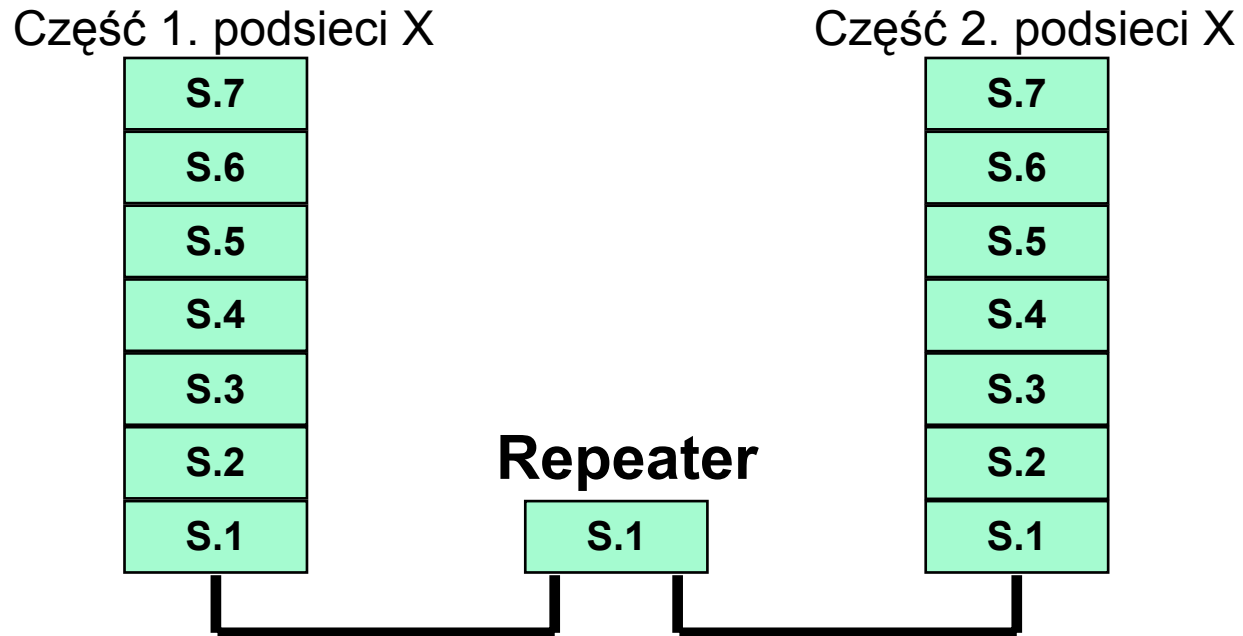 Część 1. podsieci X
S.7
S.6
S.5
S.4
S.3
S.2
S.1
Repeater
S.1
Część 2. podsieci X
S.7
S.6
S.5
S.4
S.3
S.2
S.1